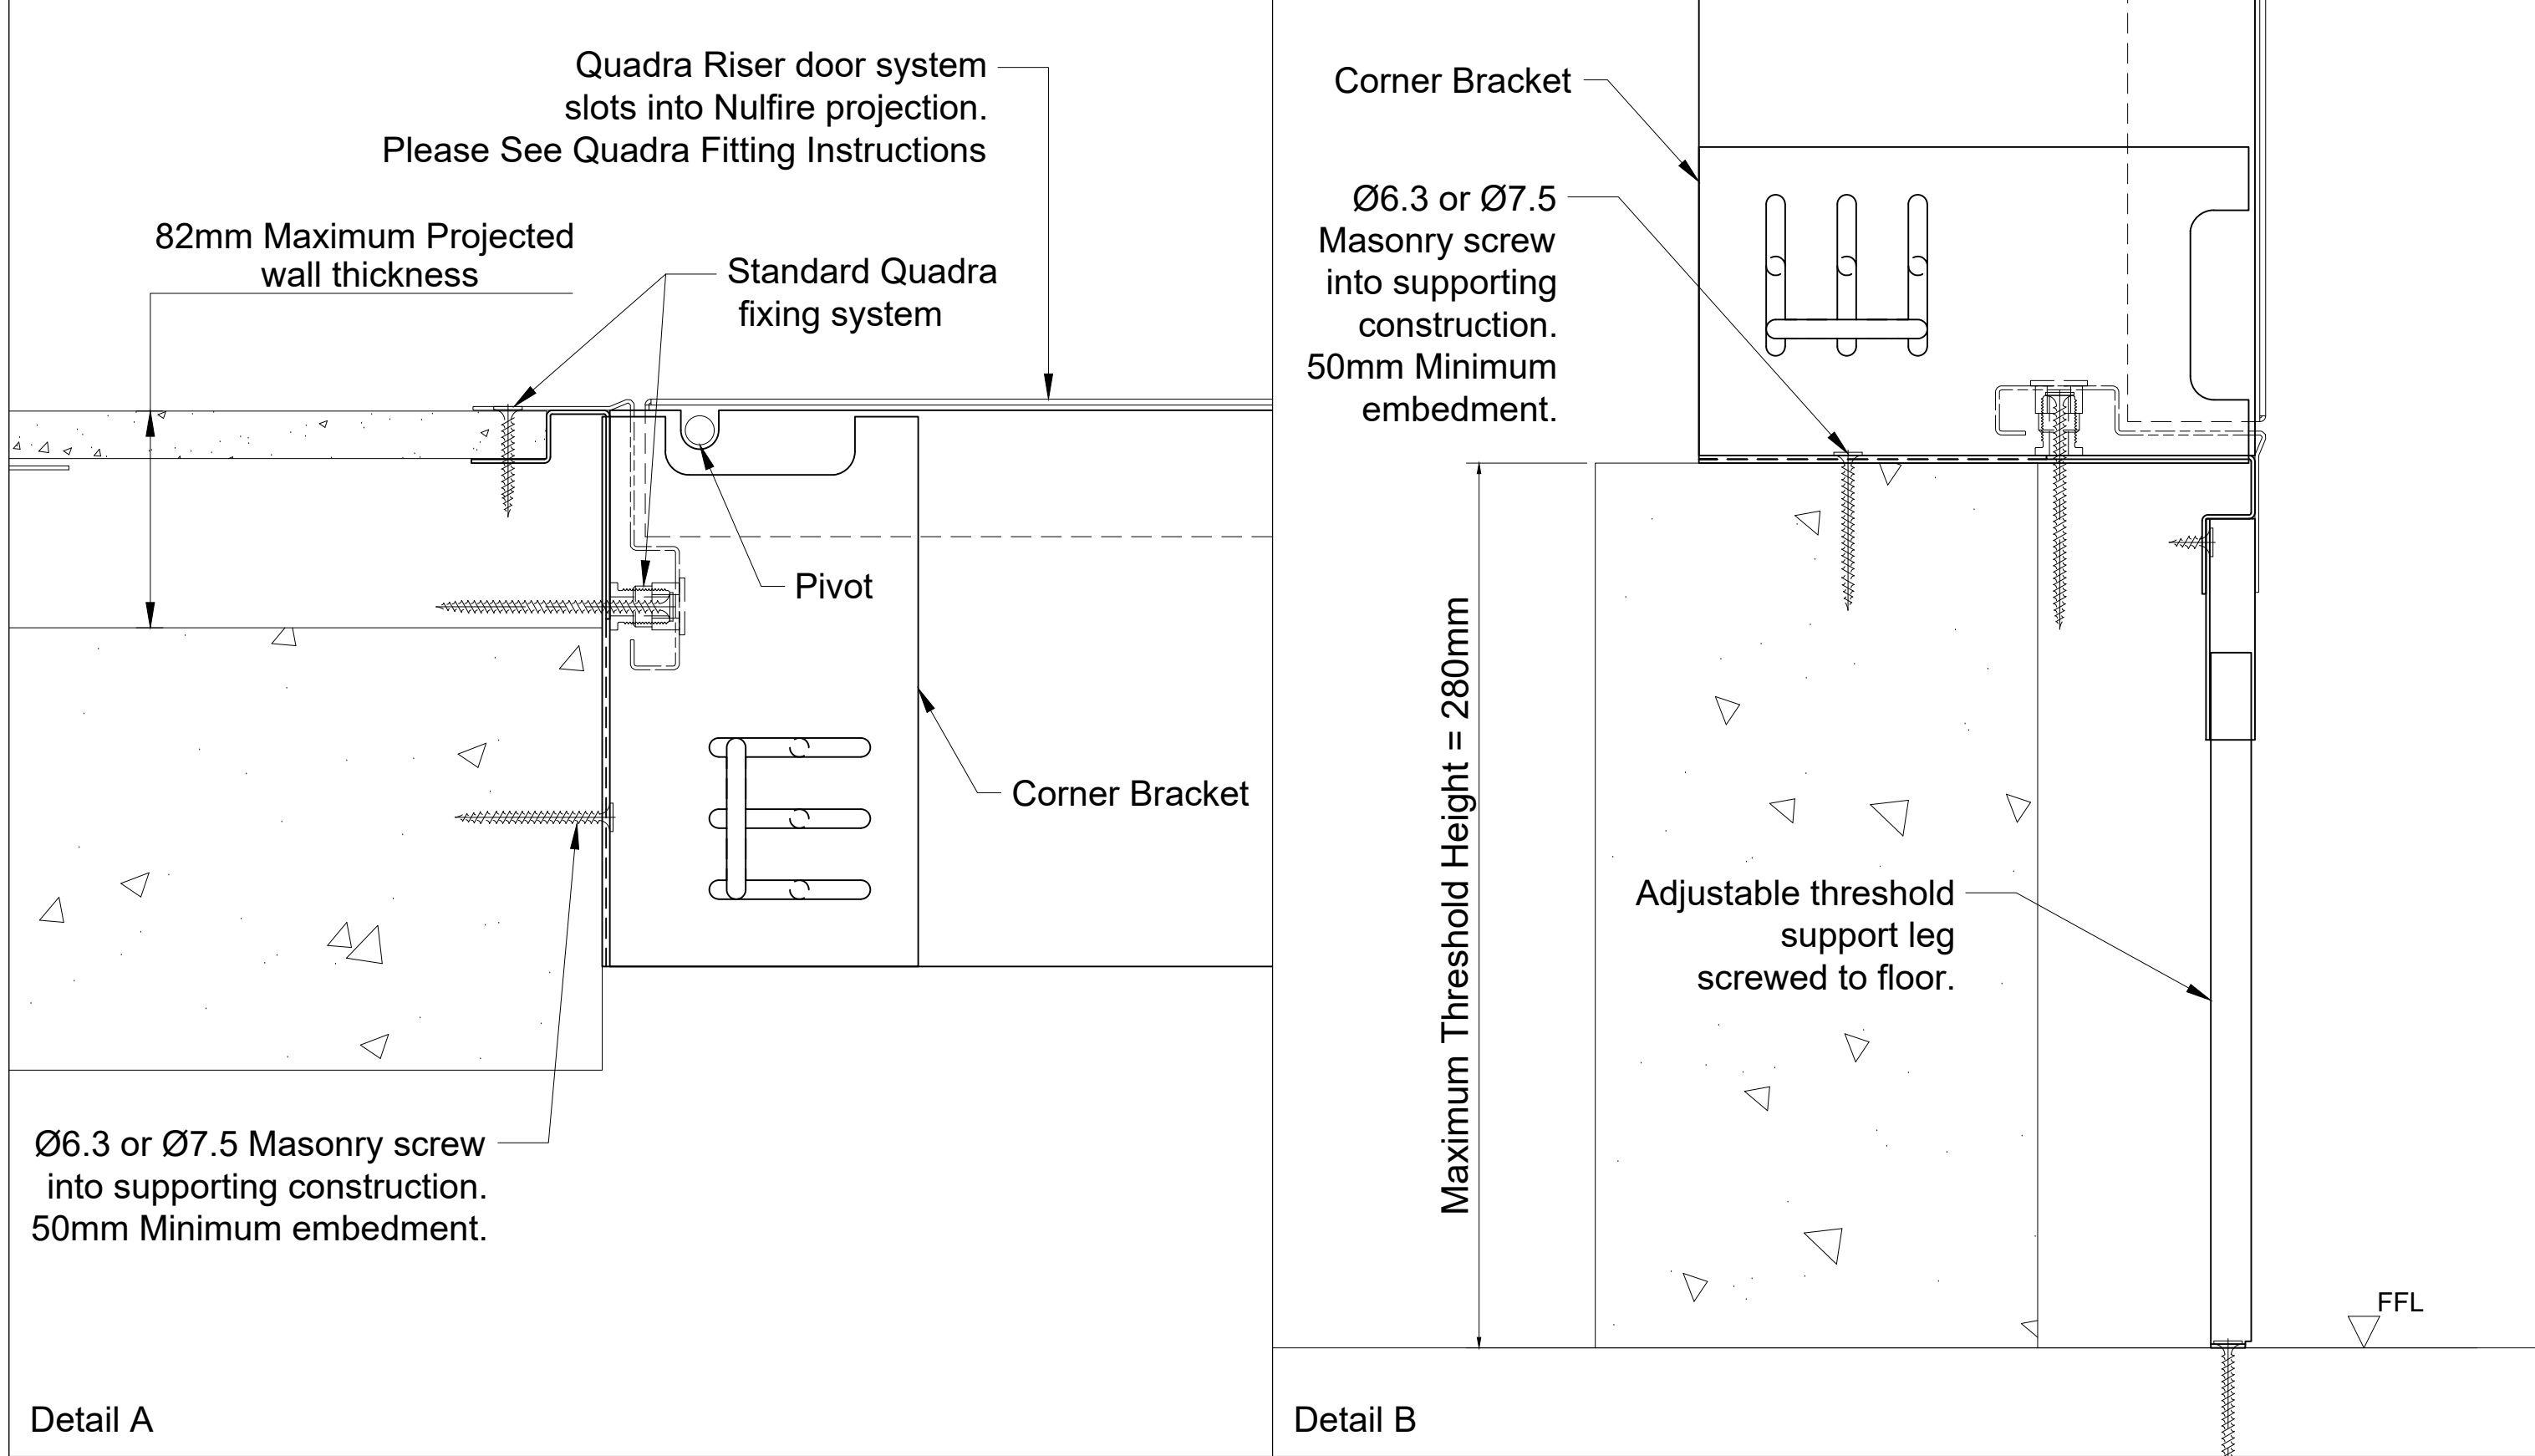 Quadra Riser door system
slots into Nulfire projection.
Please See Quadra Fitting Instructions
82mm Maximum Projected
wall thickness
Standard Quadra
fixing system
Pivot
Corner Bracket
Ø6.3 or Ø7.5 Masonry screw
into supporting construction.
50mm Minimum embedment.
Detail A
Corner Bracket
Ø6.3 or Ø7.5
Masonry screw
into supporting
construction.
50mm Minimum
embedment.
Maximum Threshold Height = 280mm
Adjustable threshold
support leg
screwed to floor.
FFL
Detail B